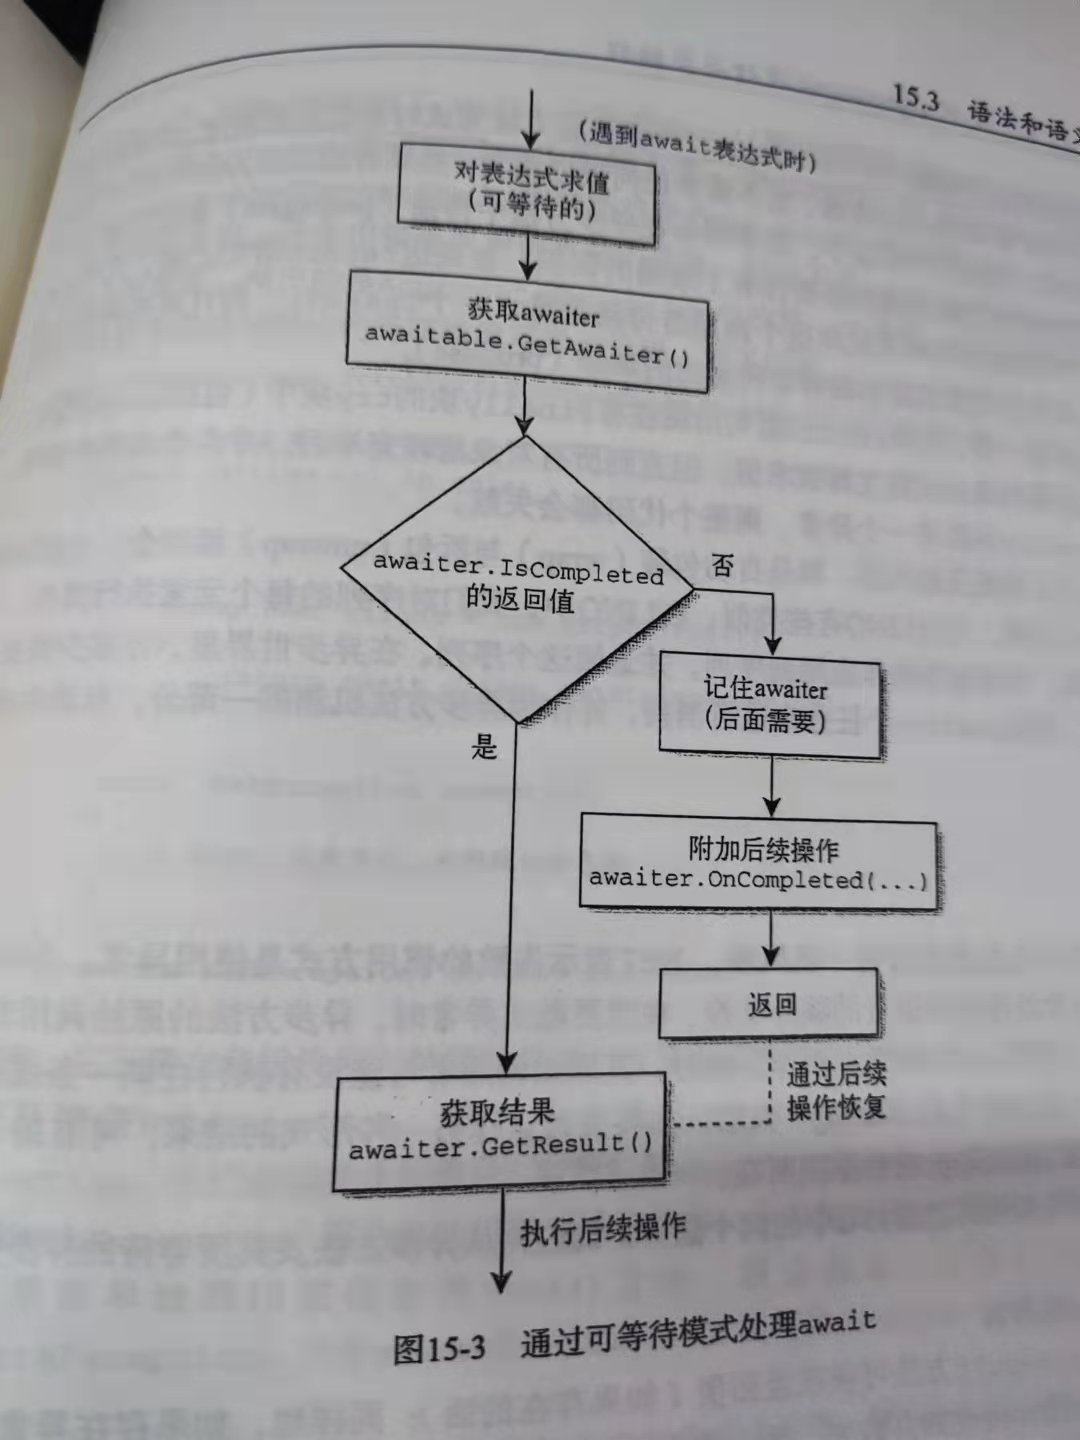 15.3 语法和语义
(遇到await表达式时)
对表达式求值
(可等待的)
获取awaiter
awaitable.GetAwaiter()
awaiter.IsCompleted
的返回值
否
是
记住awaiter
(后面需要)
附加后续操作
awaiter.OnCompleted(...)
返回
通过后续
操作恢复
获取结果
awaiter.GetResult()
执行后续操作
图15-3 通过可等待模式处理await